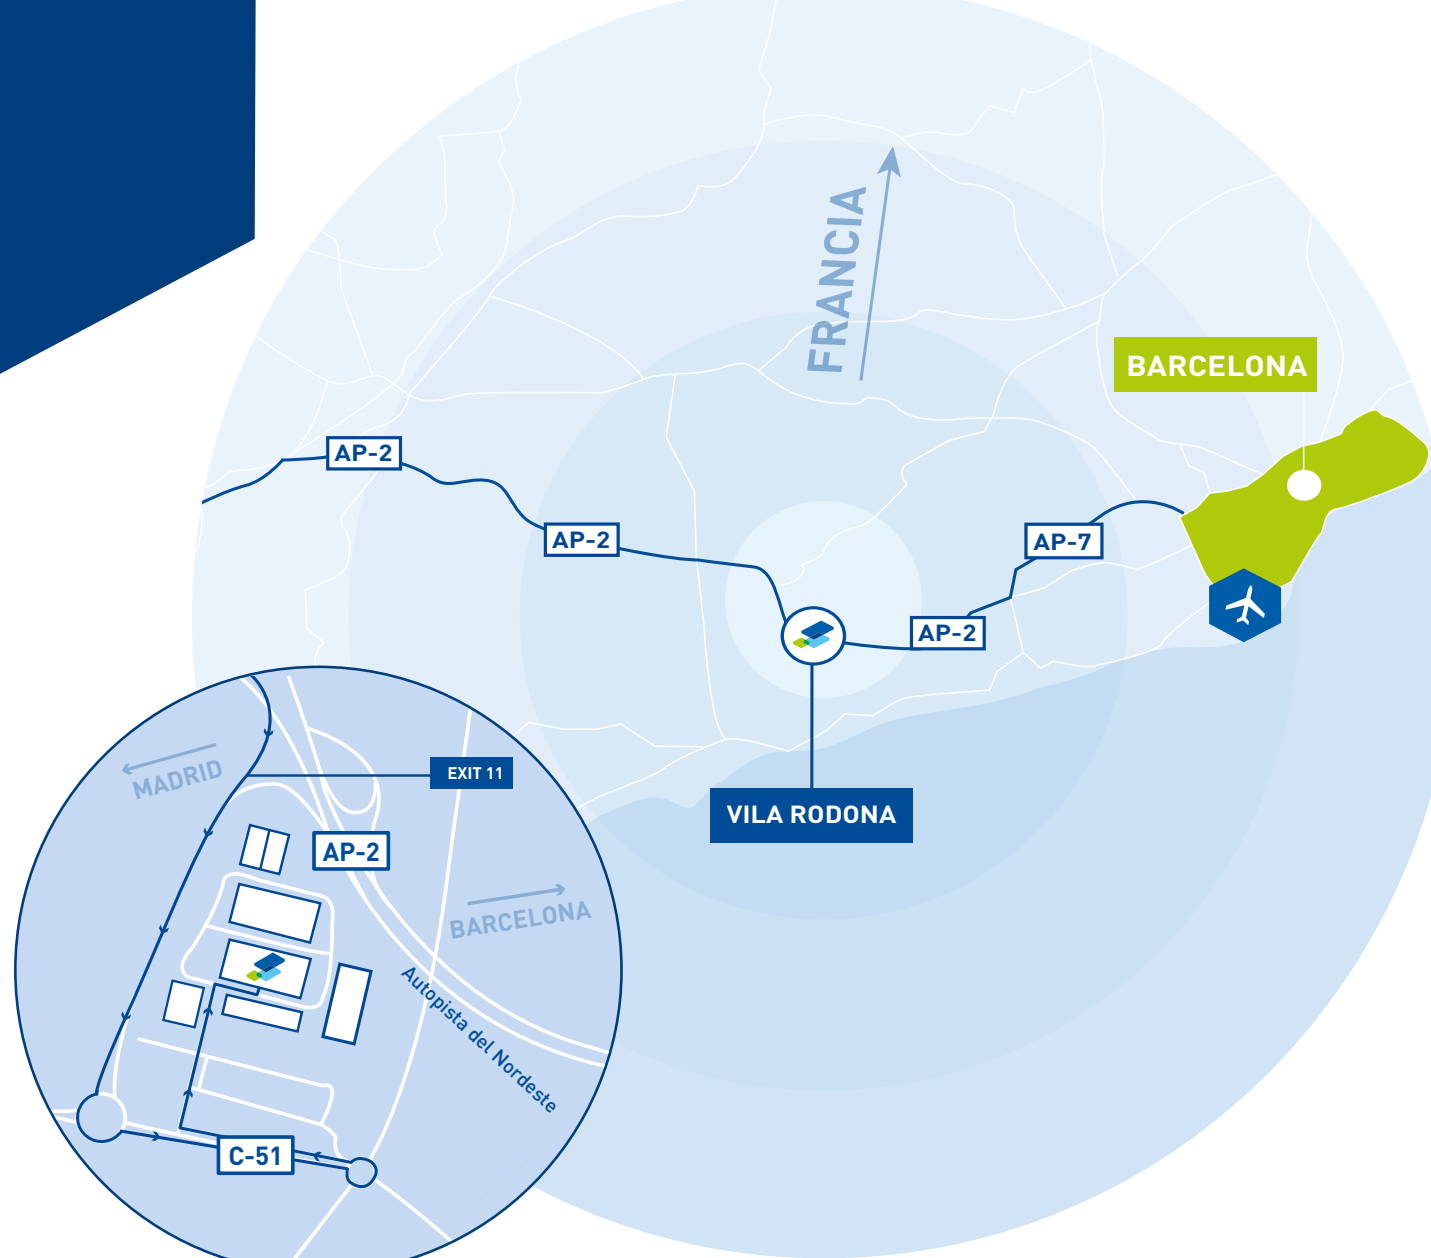 FRANCIA
BARCELONA
AP-2
AP-2
AP-7
AP-2
VILA RODONA
MADRID
EXIT 11
AP-2
BARCELONA
Autopista del Nordeste
C-51